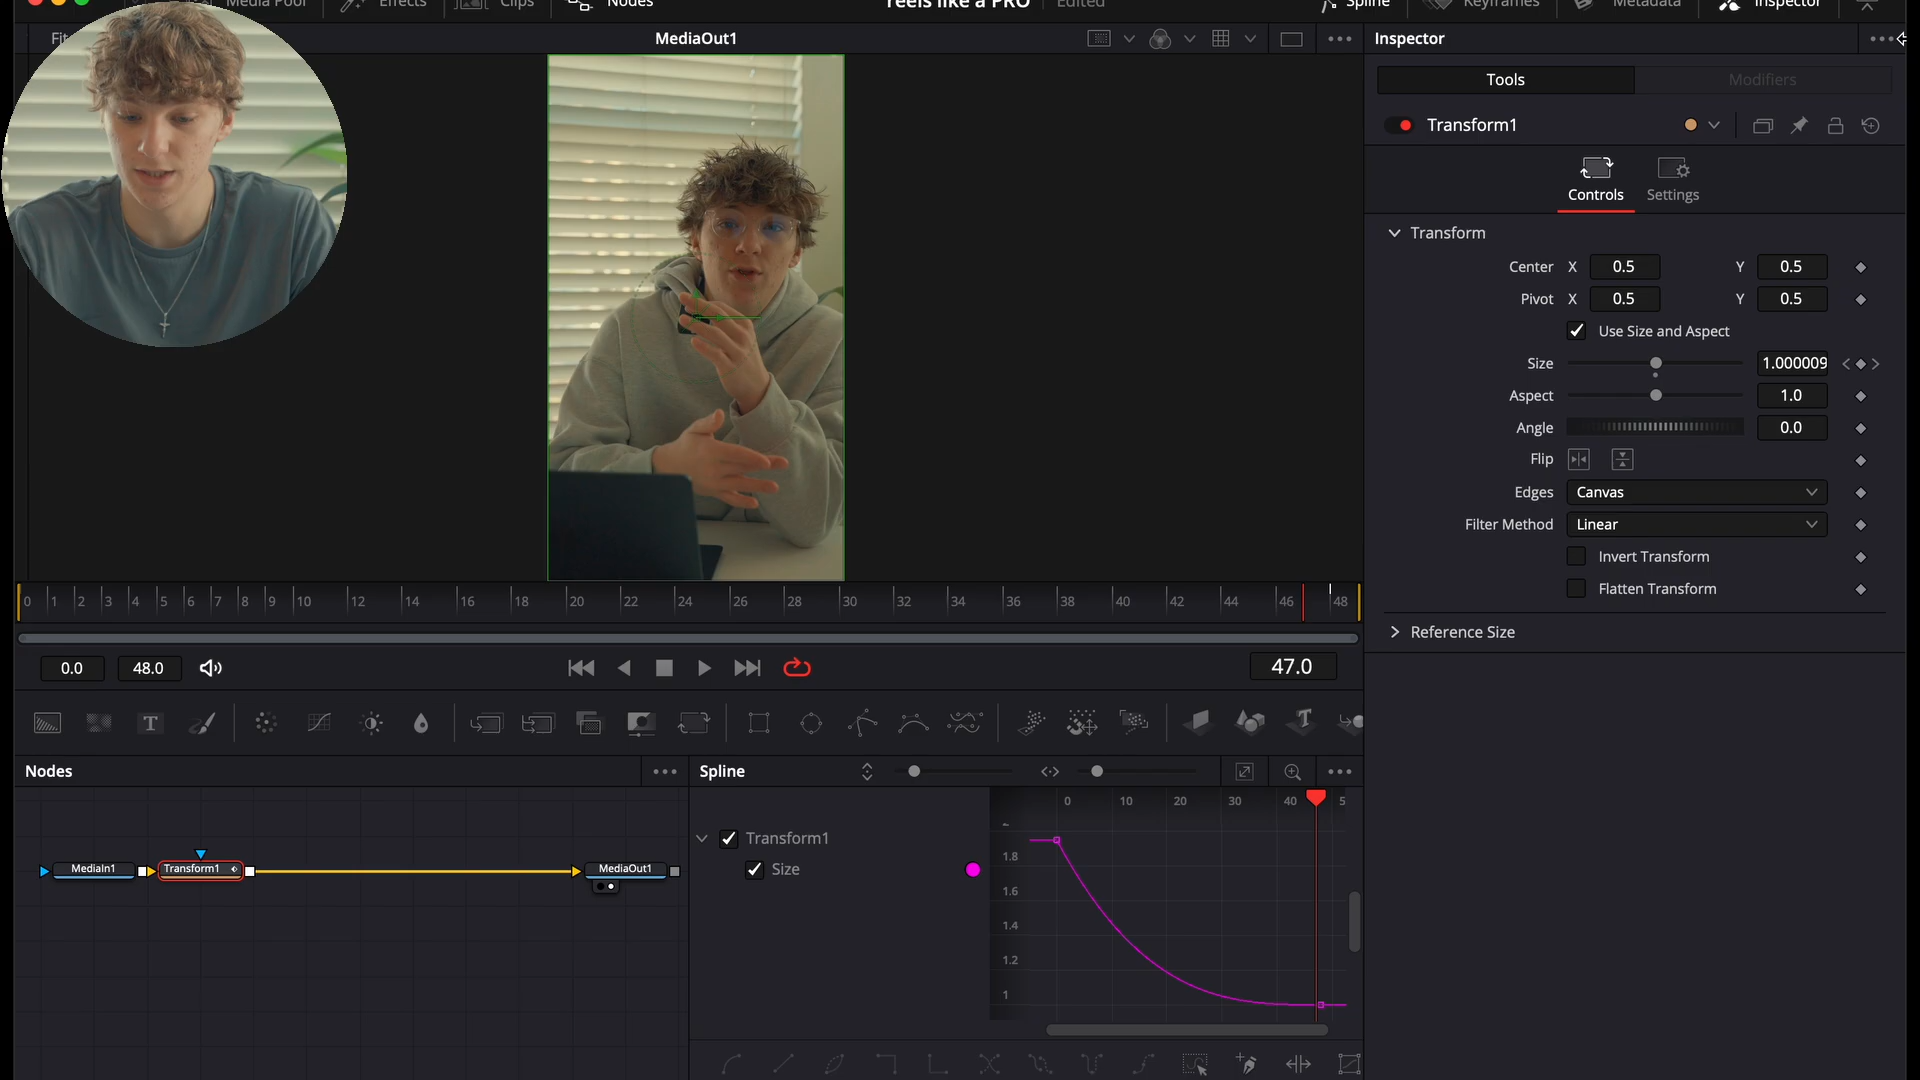 Media Pool
Effects
Clips
Nodes
reels like a PRO
Edited
Spline
Keyframes
Metadata
Inspector
Fit
MediaOut1
Inspector
Tools
Modifiers
Transform1
Controls
Settings
Transform
Center X 0.5 Y 0.5
Pivot X 0.5 Y 0.5
Use Size and Aspect
Size 1.000009
Aspect 1.0
Angle 0.0
Flip
Edges Canvas
Filter Method Linear
Invert Transform
Flatten Transform
Reference Size
0 1 2 3 4 5 6 7 8 9 10 12 14 16 18 20 22 24 26 28 30 32 34 36 38 40 42 44 46 48
0.0
48.0
47.0
T
T
Nodes
Spline
MediaIn1
Transform1
MediaOut1
Transform1
Size
0 10 20 30 40 5
1.8
1.6
1.4
1.2
1